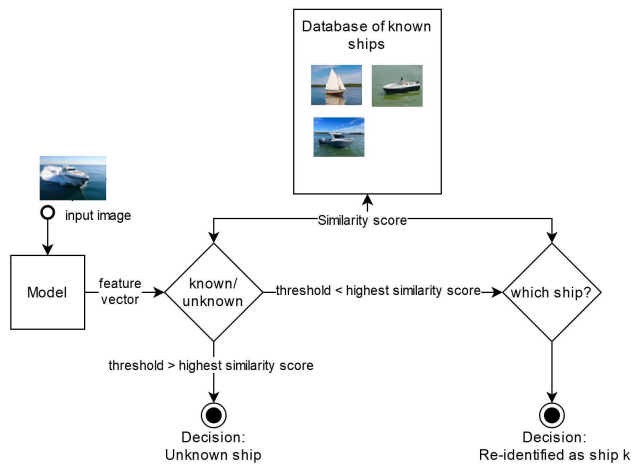 Database of known
ships
input image
Similarity score
Model
feature
vector
known/
unknown
threshold < highest similarity score
which ship?
threshold > highest similarity score
Decision:
Unknown ship
Decision:
Re-identified as ship k